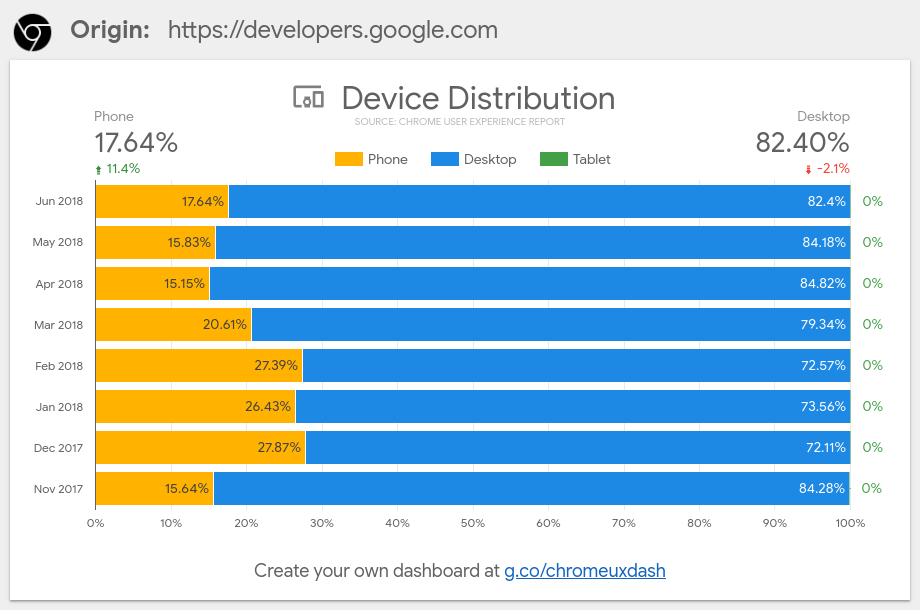 Origin: https://developers.google.com
Device Distribution
SOURCE: CHROME USER EXPERIENCE REPORT
Phone
17.64%
11.4%
Desktop
82.40%
-2.1%
Phone Desktop Tablet
Jun 2018 17.64% 82.4% 0%
May 2018 15.83% 84.18% 0%
Apr 2018 15.15% 84.82% 0%
Mar 2018 20.61% 79.34% 0%
Feb 2018 27.39% 72.57% 0%
Jan 2018 26.43% 73.56% 0%
Dec 2017 27.87% 72.11% 0%
Nov 2017 15.64% 84.28% 0%
0% 10% 20% 30% 40% 50% 60% 70% 80% 90% 100%
Create your own dashboard at g.co/chromeuxdash